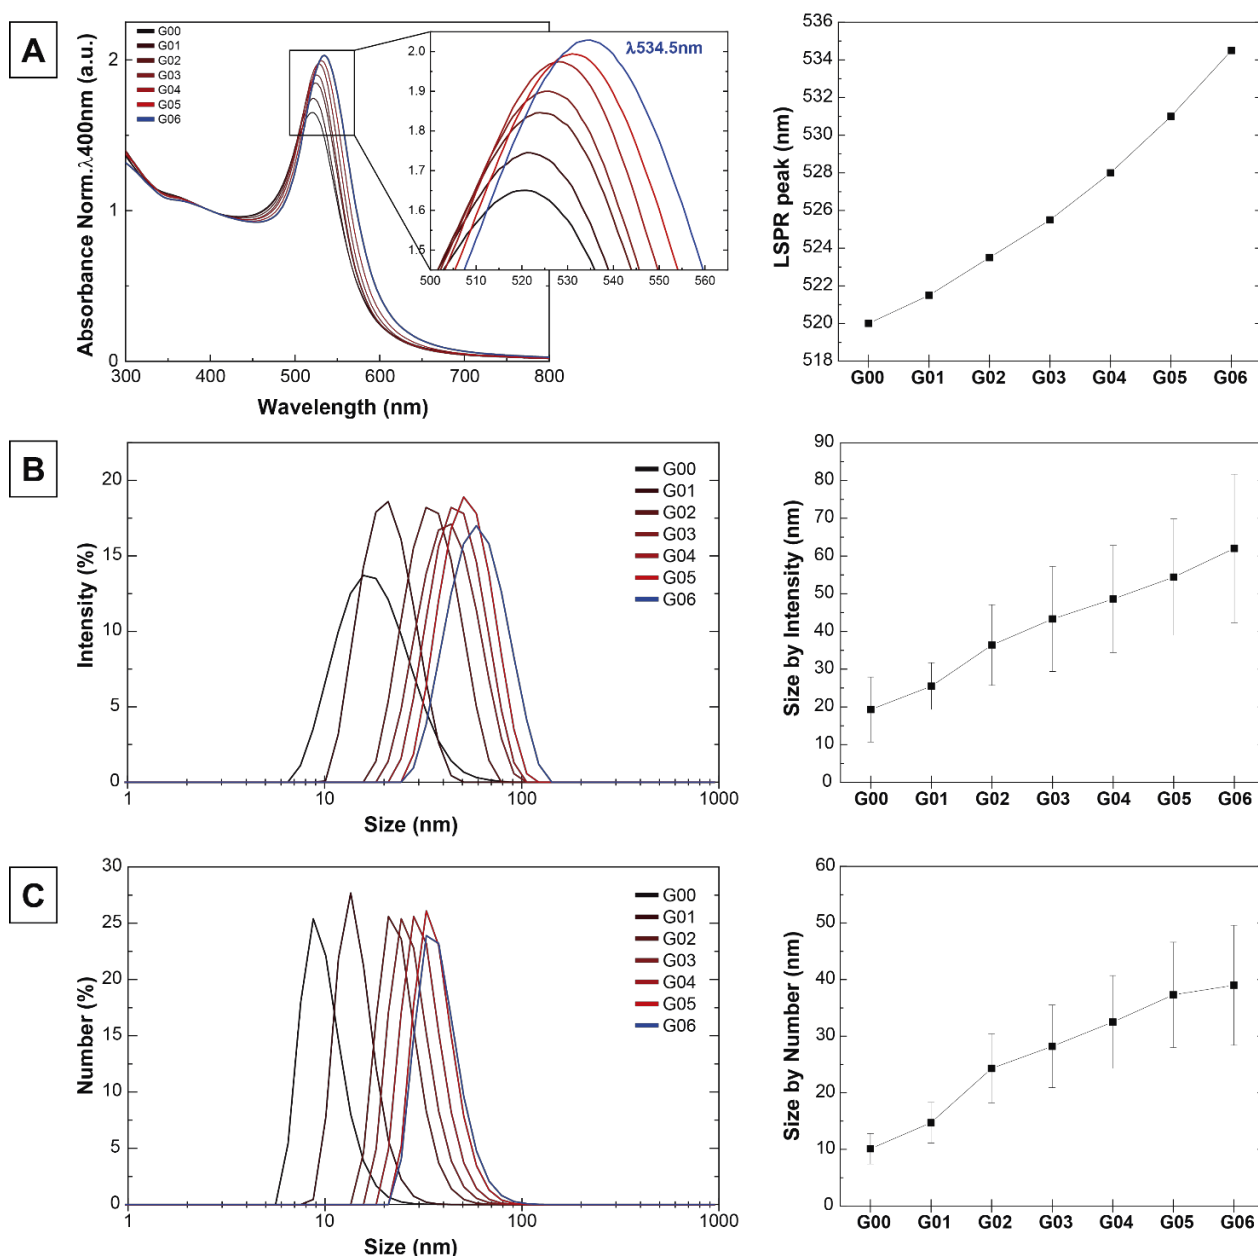 A
G00
G01
G02
G03
G04
G05
G06
Absorbance Norm.λ400nm (a.u.)
2
1
0
300 400 500 600 700 800
Wavelength (nm)
λ534.5nm
2.0
1.9
1.8
1.7
1.6
1.5
500 510 520 530 540 550 560
LSPR peak (nm)
536
534
532
530
528
526
524
522
520
518
G00 G01 G02 G03 G04 G05 G06
B
Intensity (%)
20
15
10
5
0
1 10 100 1000
Size (nm)
G00
G01
G02
G03
G04
G05
G06
Size by Intensity (nm)
90
80
70
60
50
40
30
20
10
0
G00 G01 G02 G03 G04 G05 G06
C
Number (%)
30
25
20
15
10
5
0
1 10 100 1000
Size (nm)
G00
G01
G02
G03
G04
G05
G06
Size by Number (nm)
60
50
40
30
20
10
0
G00 G01 G02 G03 G04 G05 G06